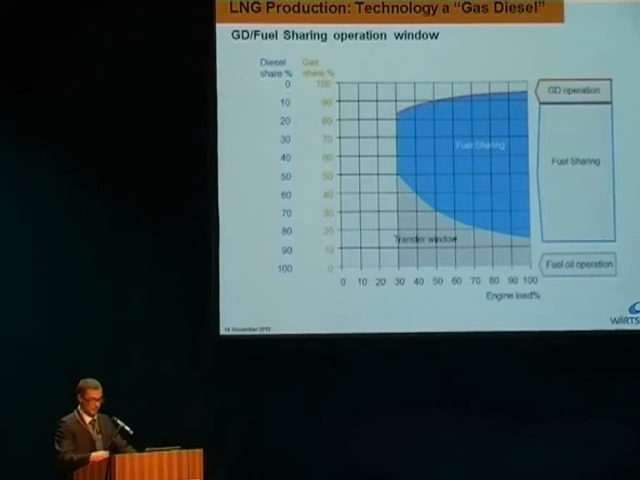 LNG Production: Technology a "Gas Diesel"
GD/Fuel Sharing operation window
Diesel share % Gas share %
0 100
10 90
20 80
30 70
40 60
50 50
60 40
70 30
80 20
90 10
100 0
0 10 20 30 40 50 60 70 80 90 100
Engine load%
Fuel Sharing
Transfer window
GD operation
Fuel Sharing
Fuel oil operation
WÄRTS